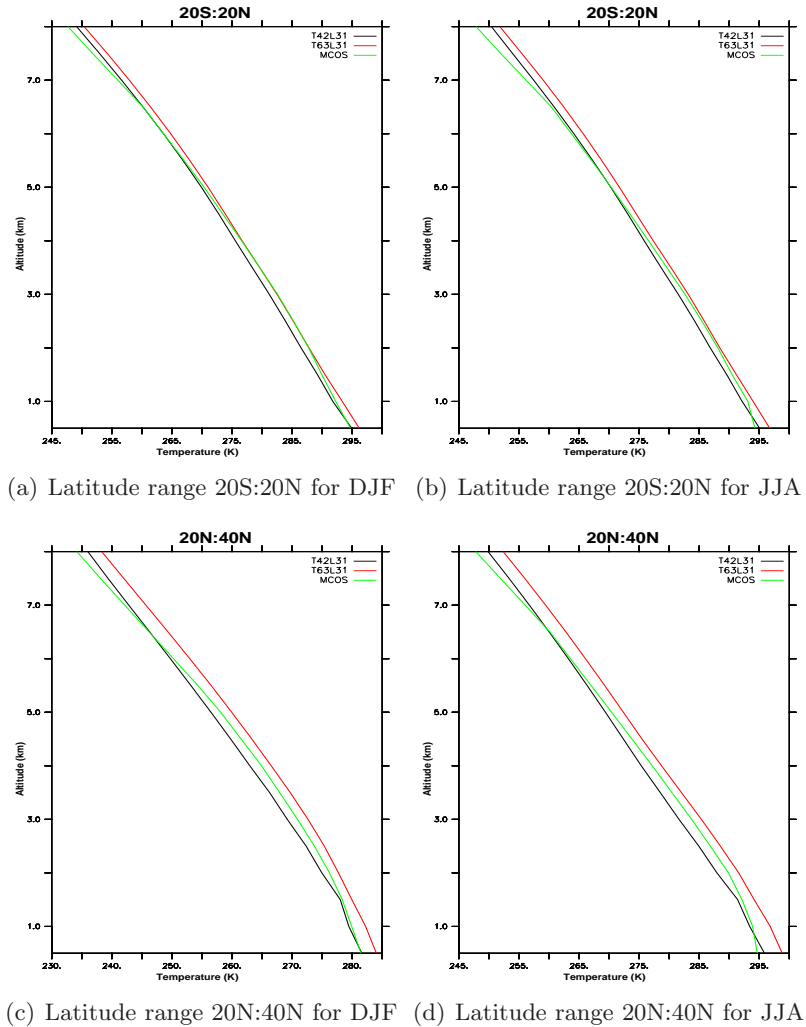 20S:20N
T42L31
T63L31
MCOS
7.0
5.0
3.0
1.0
Altitude (km)
245. 255. 265. 275. 285. 295.
Temperature (K)
(a) Latitude range 20S:20N for DJF
20S:20N
T42L31
T63L31
MCOS
7.0
5.0
3.0
1.0
Altitude (km)
245. 255. 265. 275. 285. 295.
Temperature (K)
(b) Latitude range 20S:20N for JJA
20N:40N
T42L31
T63L31
MCOS
7.0
5.0
3.0
1.0
Altitude (km)
230. 240. 250. 260. 270. 280.
Temperature (K)
(c) Latitude range 20N:40N for DJF
20N:40N
T42L31
T63L31
MCOS
7.0
5.0
3.0
1.0
Altitude (km)
245. 255. 265. 275. 285. 295.
Temperature (K)
(d) Latitude range 20N:40N for JJA